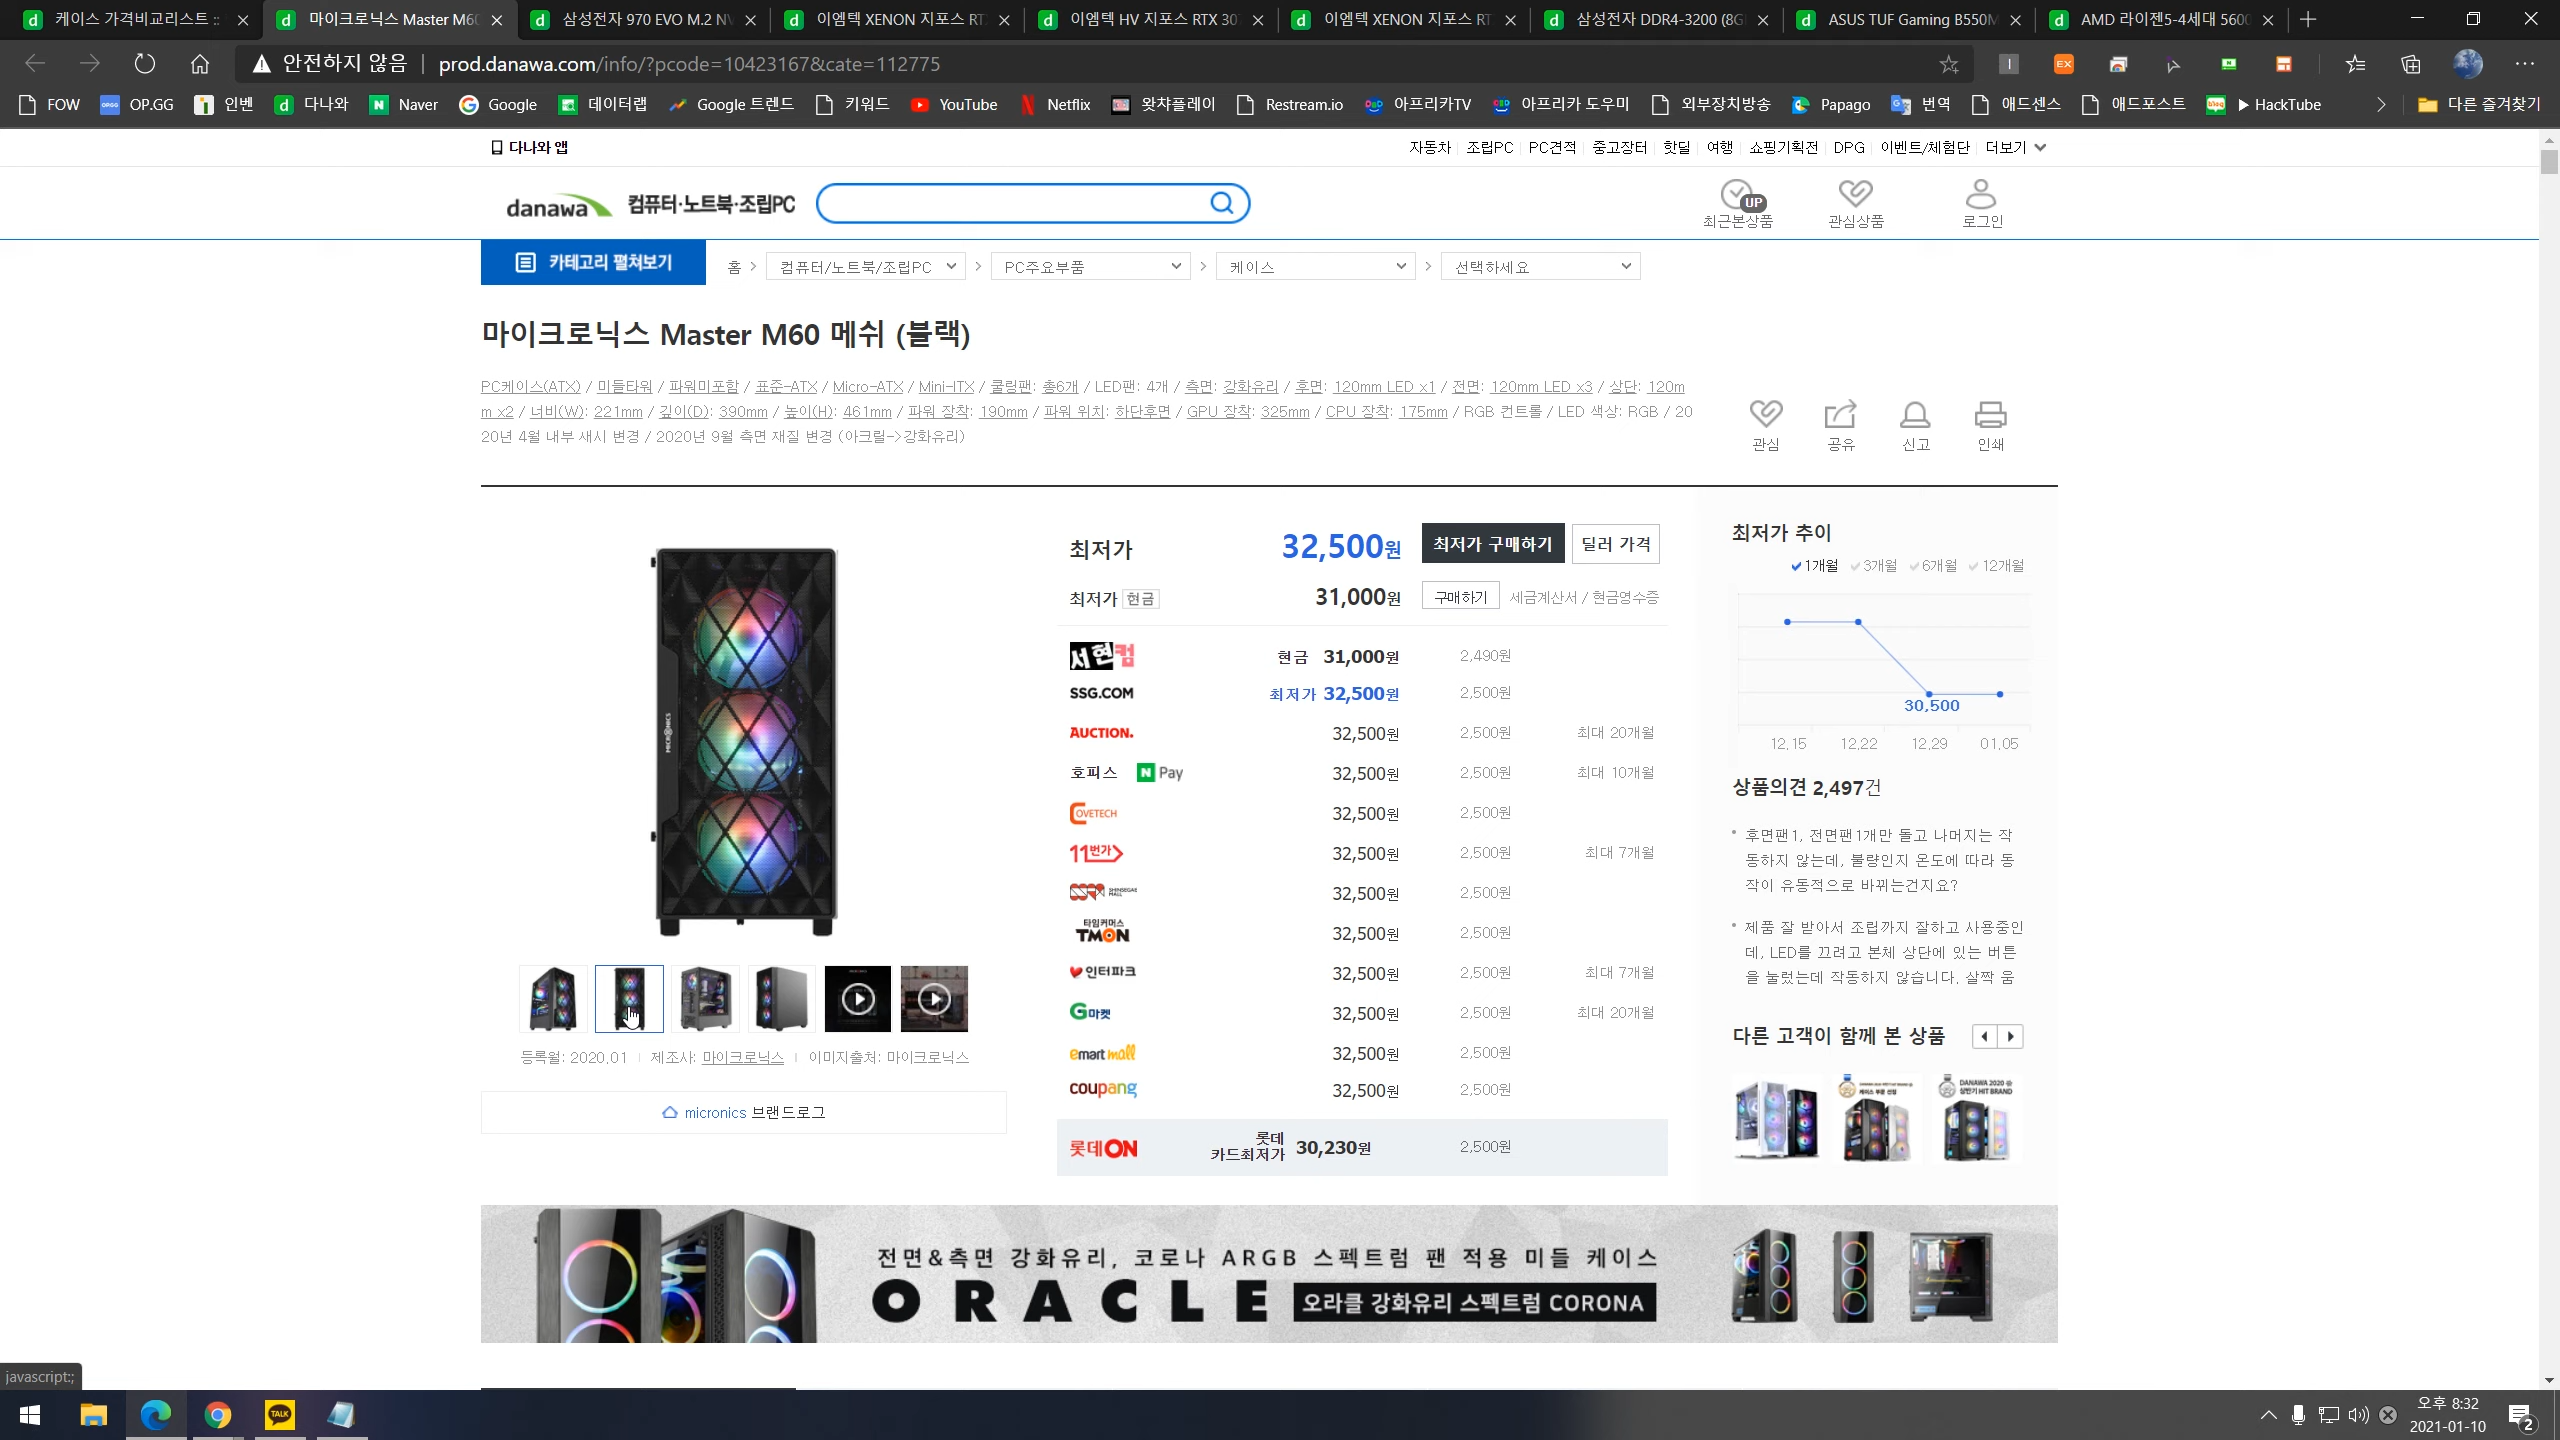 케이스 가격비교리스트 ::
마이크로닉스 Master M60
삼성전자 970 EVO M.2 NV
이엠텍 XENON 지포스 RT
이엠텍 HV 지포스 RTX 307
이엠텍 XENON 지포스 RT
삼성전자 DDR4-3200 (8G
ASUS TUF Gaming B550M
AMD 라이젠5-4세대 5600
안전하지 않음 prod.danawa.com/info/?pcode=10423167&cate=112775
FOW OP.GG 인벤 다나와 Naver Google 데이터랩 Google 트렌드 키워드 YouTube Netflix 왓챠플레이 Restream.io 아프리카TV 아프리카 도우미 외부장치방송 Papago 번역 애드센스 애드포스트 ▶ HackTube 다른 즐겨찾기
다나와 앱
자동차 조립PC PC견적 중고장터 핫딜 여행 쇼핑기획전 DPG 이벤트/체험단 더보기
danawa 컴퓨터·노트북·조립PC
UP
최근본상품 관심상품 로그인
카테고리 펼쳐보기
홈 > 컴퓨터/노트북/조립PC > PC주요부품 > 케이스 > 선택하세요
마이크로닉스 Master M60 메쉬 (블랙)
PC케이스(ATX) / 미들타워 / 파워미포함 / 표준-ATX / Micro-ATX / Mini-ITX / 쿨링팬: 총6개 / LED팬: 4개 / 측면: 강화유리 / 후면: 120mm LED x1 / 전면: 120mm LED x3 / 상단: 120m
m x2 / 너비(W): 221mm / 깊이(D): 390mm / 높이(H): 461mm / 파워 장착: 190mm / 파워 위치: 하단후면 / GPU 장착: 325mm / CPU 장착: 175mm / RGB 컨트롤 / LED 색상: RGB / 20
20년 4월 내부 새시 변경 / 2020년 9월 측면 재질 변경 (아크릴->강화유리)
관심 공유 신고 인쇄
최저가 32,500원 최저가 구매하기 딜러 가격
최저가 현금 31,000원 구매하기 세금계산서 / 현금영수증
서현컴 현금 31,000원 2,490원
SSG.COM 최저가 32,500원 2,500원
AUCTION. 32,500원 2,500원 최대 20개월
호피스 N Pay 32,500원 2,500원 최대 10개월
COVETECH 32,500원 2,500원
11번가 32,500원 2,500원 최대 7개월
SHINSEGAE MALL 32,500원 2,500원
타임커머스 TMON 32,500원 2,500원
인터파크 32,500원 2,500원 최대 7개월
G마켓 32,500원 2,500원 최대 20개월
emart mall 32,500원 2,500원
coupang 32,500원 2,500원
롯데ON 롯데 카드최저가 30,230원 2,500원
MICRONICS
등록월: 2020.01 제조사: 마이크로닉스 이미지출처: 마이크로닉스
micronics 브랜드로그
최저가 추이
1개월 3개월 6개월 12개월
30,500
12.15 12.22 12.29 01.05
상품의견 2,497건
후면팬1, 전면팬1개만 돌고 나머지는 작
동하지 않는데, 불량인지 온도에 따라 동
작이 유동적으로 바뀌는건지요?
제품 잘 받아서 조립까지 잘하고 사용중인
데, LED를 끄려고 본체 상단에 있는 버튼
을 눌렀는데 작동하지 않습니다. 살짝 움
다른 고객이 함께 본 상품
DANAWA 2020
상반기 HIT BRAND
전면&측면 강화유리, 코로나 ARGB 스펙트럼 팬 적용 미들 케이스
ORACLE 오라클 강화유리 스펙트럼 CORONA
javascript:;
TALK
오후 8:32
2021-01-10
2